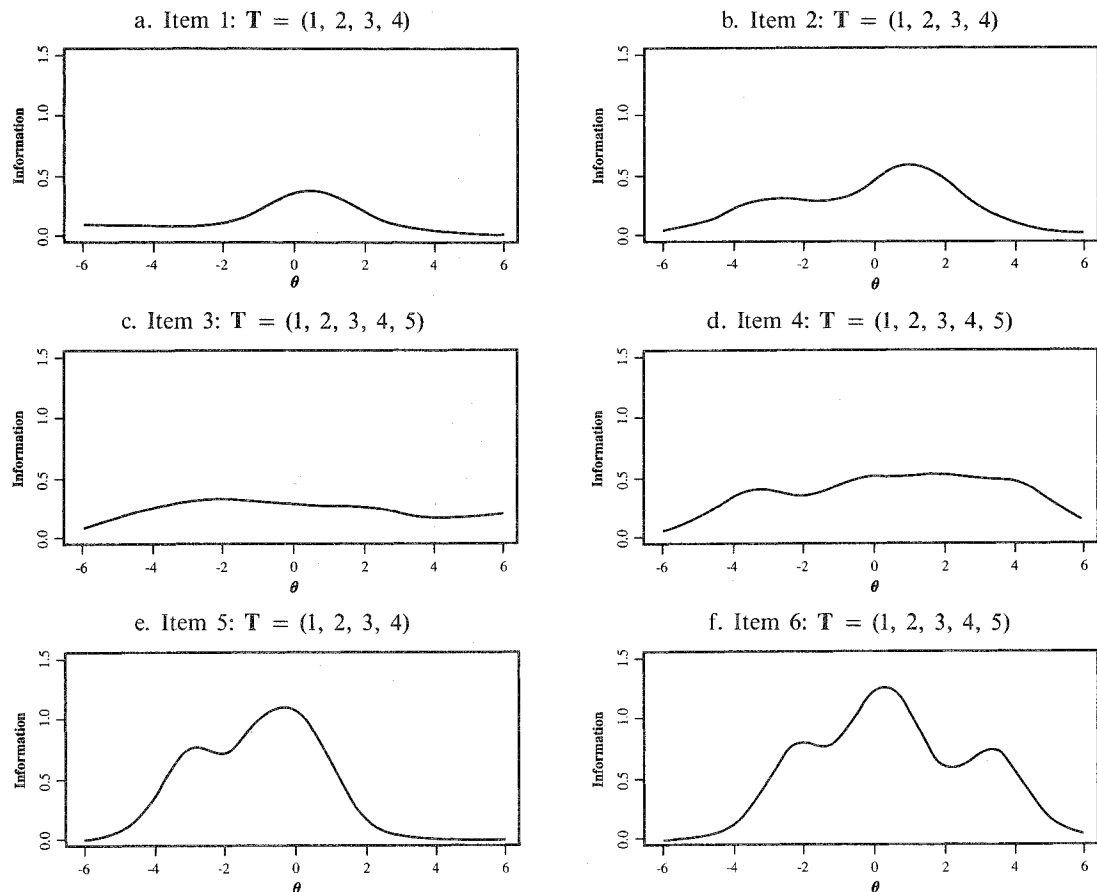 a. Item 1: T = (1, 2, 3, 4)
b. Item 2: T = (1, 2, 3, 4)
Information
1.5
1.0
0.5
0.0
-6 -4 -2 0 2 4 6
θ
Information
1.5
1.0
0.5
0.0
-6 -4 -2 0 2 4 6
θ
c. Item 3: T = (1, 2, 3, 4, 5)
d. Item 4: T = (1, 2, 3, 4, 5)
Information
1.5
1.0
0.5
0.0
-6 -4 -2 0 2 4 6
θ
Information
1.5
1.0
0.5
0.0
-6 -4 -2 0 2 4 6
θ
e. Item 5: T = (1, 2, 3, 4)
f. Item 6: T = (1, 2, 3, 4, 5)
Information
1.5
1.0
0.5
0.0
-6 -4 -2 0 2 4 6
θ
Information
1.5
1.0
0.5
0.0
-6 -4 -2 0 2 4 6
θ